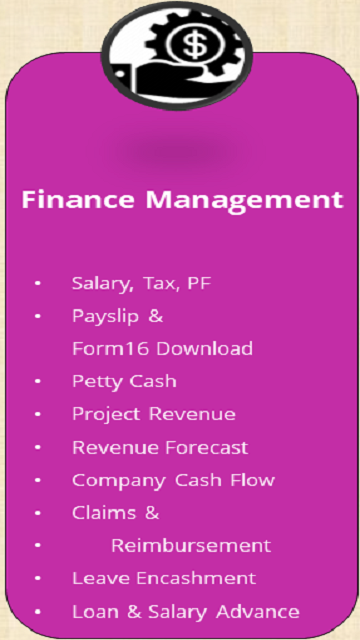 $
Finance Management
• Salary, Tax, PF
• Payslip &
Form16 Download
• Petty Cash
• Project Revenue
• Revenue Forecast
• Company Cash Flow
• Claims &
• Reimbursement
• Leave Encashment
• Loan & Salary Advance